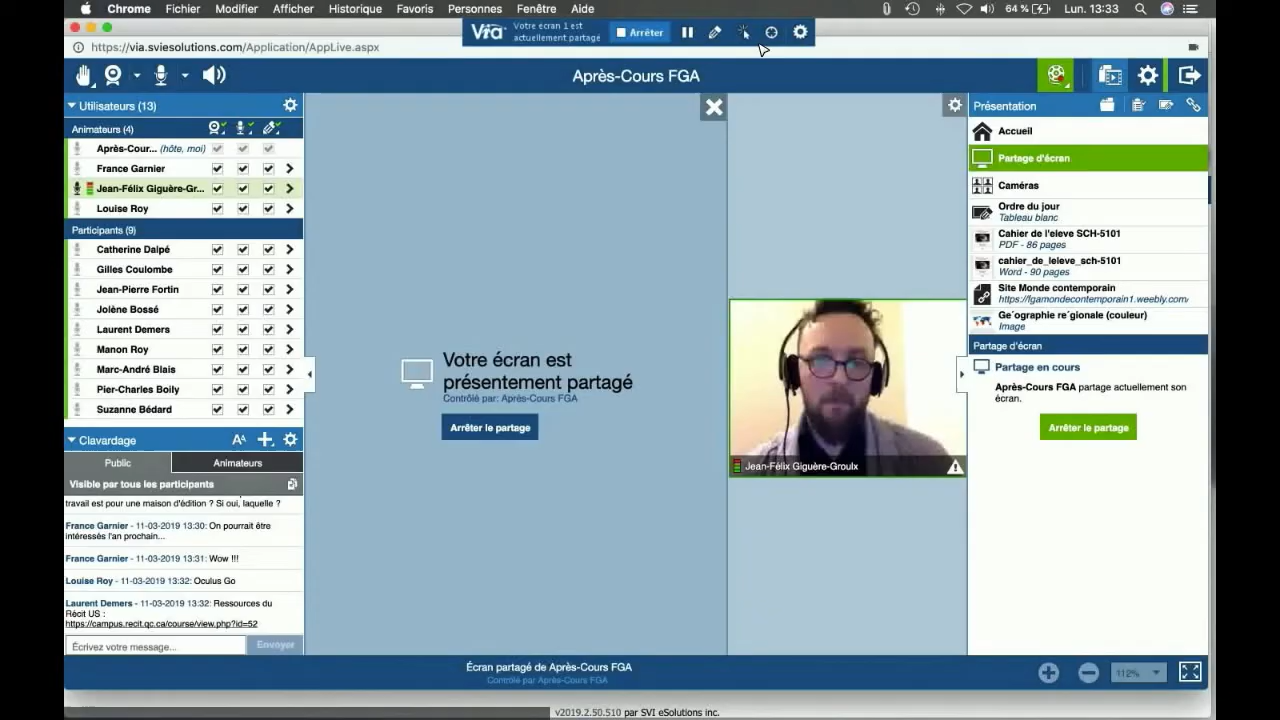 Chrome Fichier Modifier Afficher Historique Favoris Personnes Fenêtre Aide 64 % Lun. 13:33
Via
Votre écran 1 est
actuellement partagé
Arrêter
https://via.sviesolutions.com/Application/AppLive.aspx
Après-Cours FGA
Utilisateurs (13)
Animateurs (4)
Après-Cour... (hôte, moi)
France Garnier
Jean-Félix Giguère-Gr...
Louise Roy
Participants (9)
Catherine Dalpé
Gilles Coulombe
Jean-Pierre Fortin
Jolène Bossé
Laurent Demers
Manon Roy
Marc-André Blais
Pier-Charles Boily
Suzanne Bédard
Clavardage
Public
Animateurs
Visible par tous les participants
travail est pour une maison d'édition ? Si oui, laquelle ?
France Garnier - 11-03-2019 13:30: On pourrait être
intéressés l'an prochain...
France Garnier - 11-03-2019 13:31: Wow !!!
Louise Roy - 11-03-2019 13:32: Oculus Go
Laurent Demers - 11-03-2019 13:32: Ressources du
Récit US :
https://campus.recit.qc.ca/course/view.php?id=52
Écrivez votre message...
Envoyer
Votre écran est
présentement partagé
Contrôlé par: Après-Cours FGA
Arrêter le partage
Jean-Félix Giguère-Groulx
Présentation
Accueil
Partage d'écran
Caméras
Ordre du jour
Tableau blanc
Cahier de l'eleve SCH-5101
PDF - 86 pages
cahier_de_leleve_sch-5101
Word - 90 pages
Site Monde contemporain
https://fgamondecontemporain1.weebly.com/
Ge´ographie re´gionale (couleur)
Image
Partage d'écran
Partage en cours
Après-Cours FGA partage actuellement son
écran.
Arrêter le partage
Écran partagé de Après-Cours FGA
Contrôlé par Après-Cours FGA
112%
v2019.2.50.510 par SVI eSolutions inc.